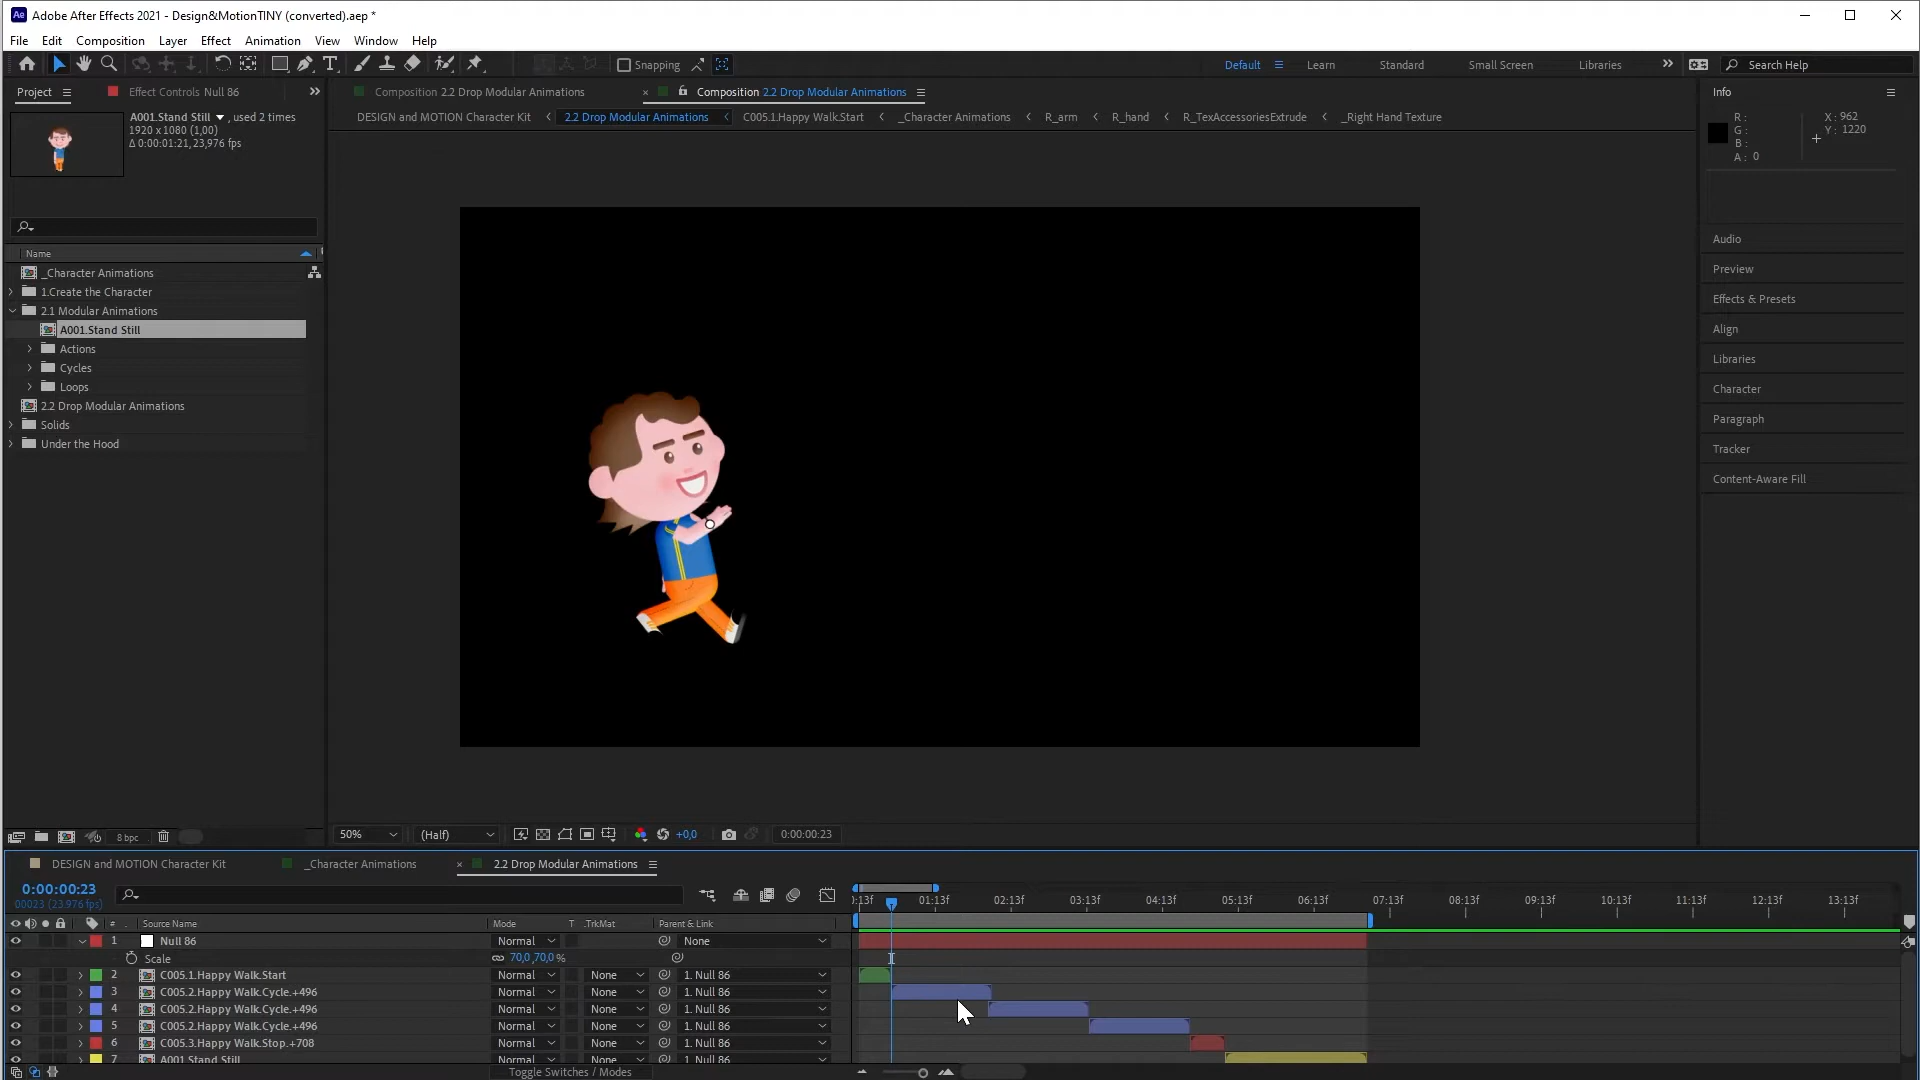 Adobe After Effects 2021 - Design&MotionTINY (converted).aep *
File Edit Composition Layer Effect Animation View Window Help
Snapping Default Learn Standard Small Screen Libraries Search Help
Project Effect Controls Null 86 Composition 2.2 Drop Modular Animations Composition 2.2 Drop Modular Animations Info
A001.Stand Still , used 2 times
1920 x 1080 (1,00)
Δ 0:00:01:21, 23,976 fps
DESIGN and MOTION Character Kit 2.2 Drop Modular Animations C005.1.Happy Walk.Start _Character Animations R_arm R_hand R_TexAccessoriesExtrude _Right Hand Texture
R :
G :
B :
A : 0
X : 962
Y : 1220
Name
_Character Animations
1.Create the Character
2.1 Modular Animations
A001.Stand Still
Actions
Cycles
Loops
2.2 Drop Modular Animations
Solids
Under the Hood
Audio
Preview
Effects & Presets
Align
Libraries
Character
Paragraph
Tracker
Content-Aware Fill
8 bpc 50% (Half) +0,0 0:00:00:23
DESIGN and MOTION Character Kit _Character Animations 2.2 Drop Modular Animations
0:00:00:23
00023 (23.976 fps)
:13f 01:13f 02:13f 03:13f 04:13f 05:13f 06:13f 07:13f 08:13f 09:13f 10:13f 11:13f 12:13f 13:13f
# Source Name Mode T .TrkMat Parent & Link
1 Null 86 Normal None
Scale 70,0 ,70,0 %
2 C005.1.Happy Walk.Start Normal None 1. Null 86
3 C005.2.Happy Walk.Cycle.+496 Normal None 1. Null 86
4 C005.2.Happy Walk.Cycle.+496 Normal None 1. Null 86
5 C005.2.Happy Walk.Cycle.+496 Normal None 1. Null 86
6 C005.3.Happy Walk.Stop.+708 Normal None 1. Null 86
7 A001.Stand Still Normal None 1. Null 86
Toggle Switches / Modes